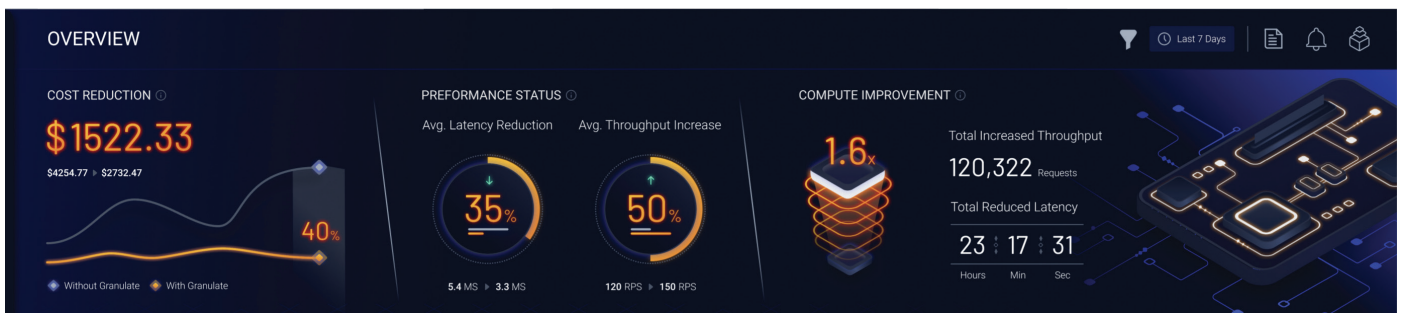 OVERVIEW
Last 7 Days
COST REDUCTION
$1522.33
$4254.77 ▸ $2732.47
40%
Without Granulate With Granulate
PREFORMANCE STATUS
Avg. Latency Reduction
35%
5.4 MS ▸ 3.3 MS
Avg. Throughput Increase
50%
120 RPS ▸ 150 RPS
COMPUTE IMPROVEMENT
1.6x
Total Increased Throughput
120,322 Requests
Total Reduced Latency
23 : 17 : 31
Hours Min Sec